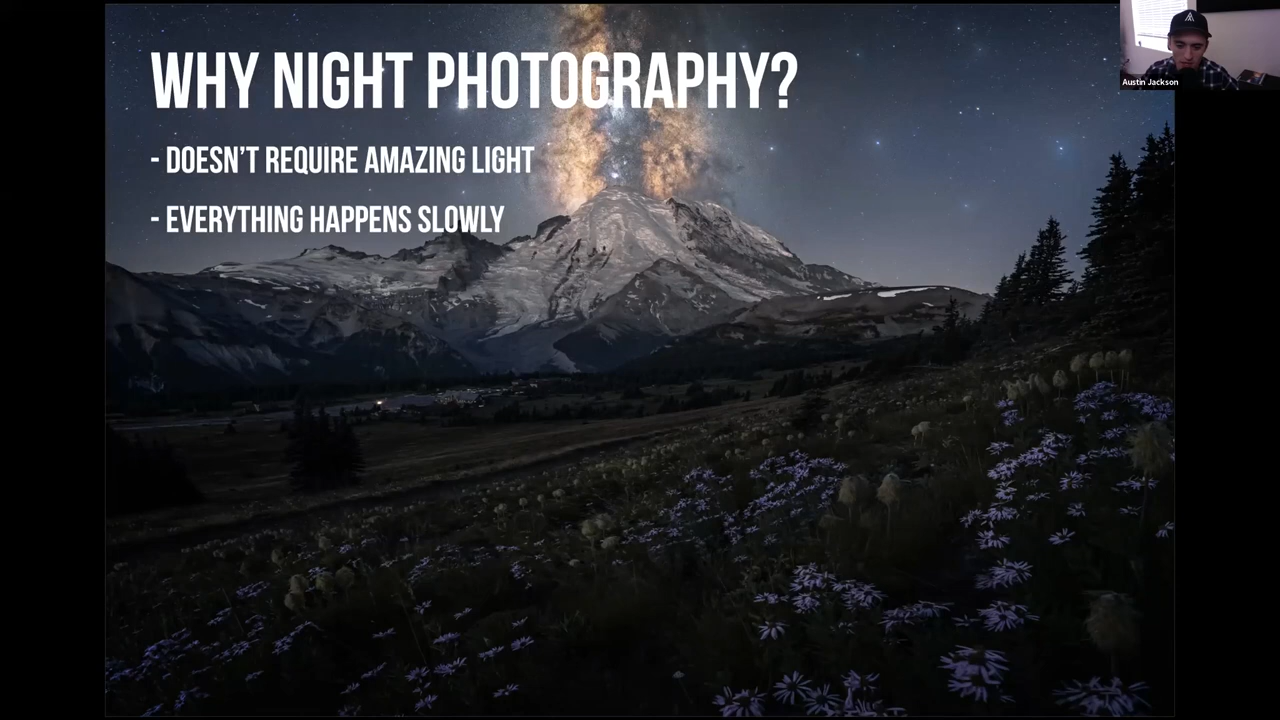 WHY NIGHT PHOTOGRAPHY?
- DOESN'T REQUIRE AMAZING LIGHT
- EVERYTHING HAPPENS SLOWLY
Austin Jackson